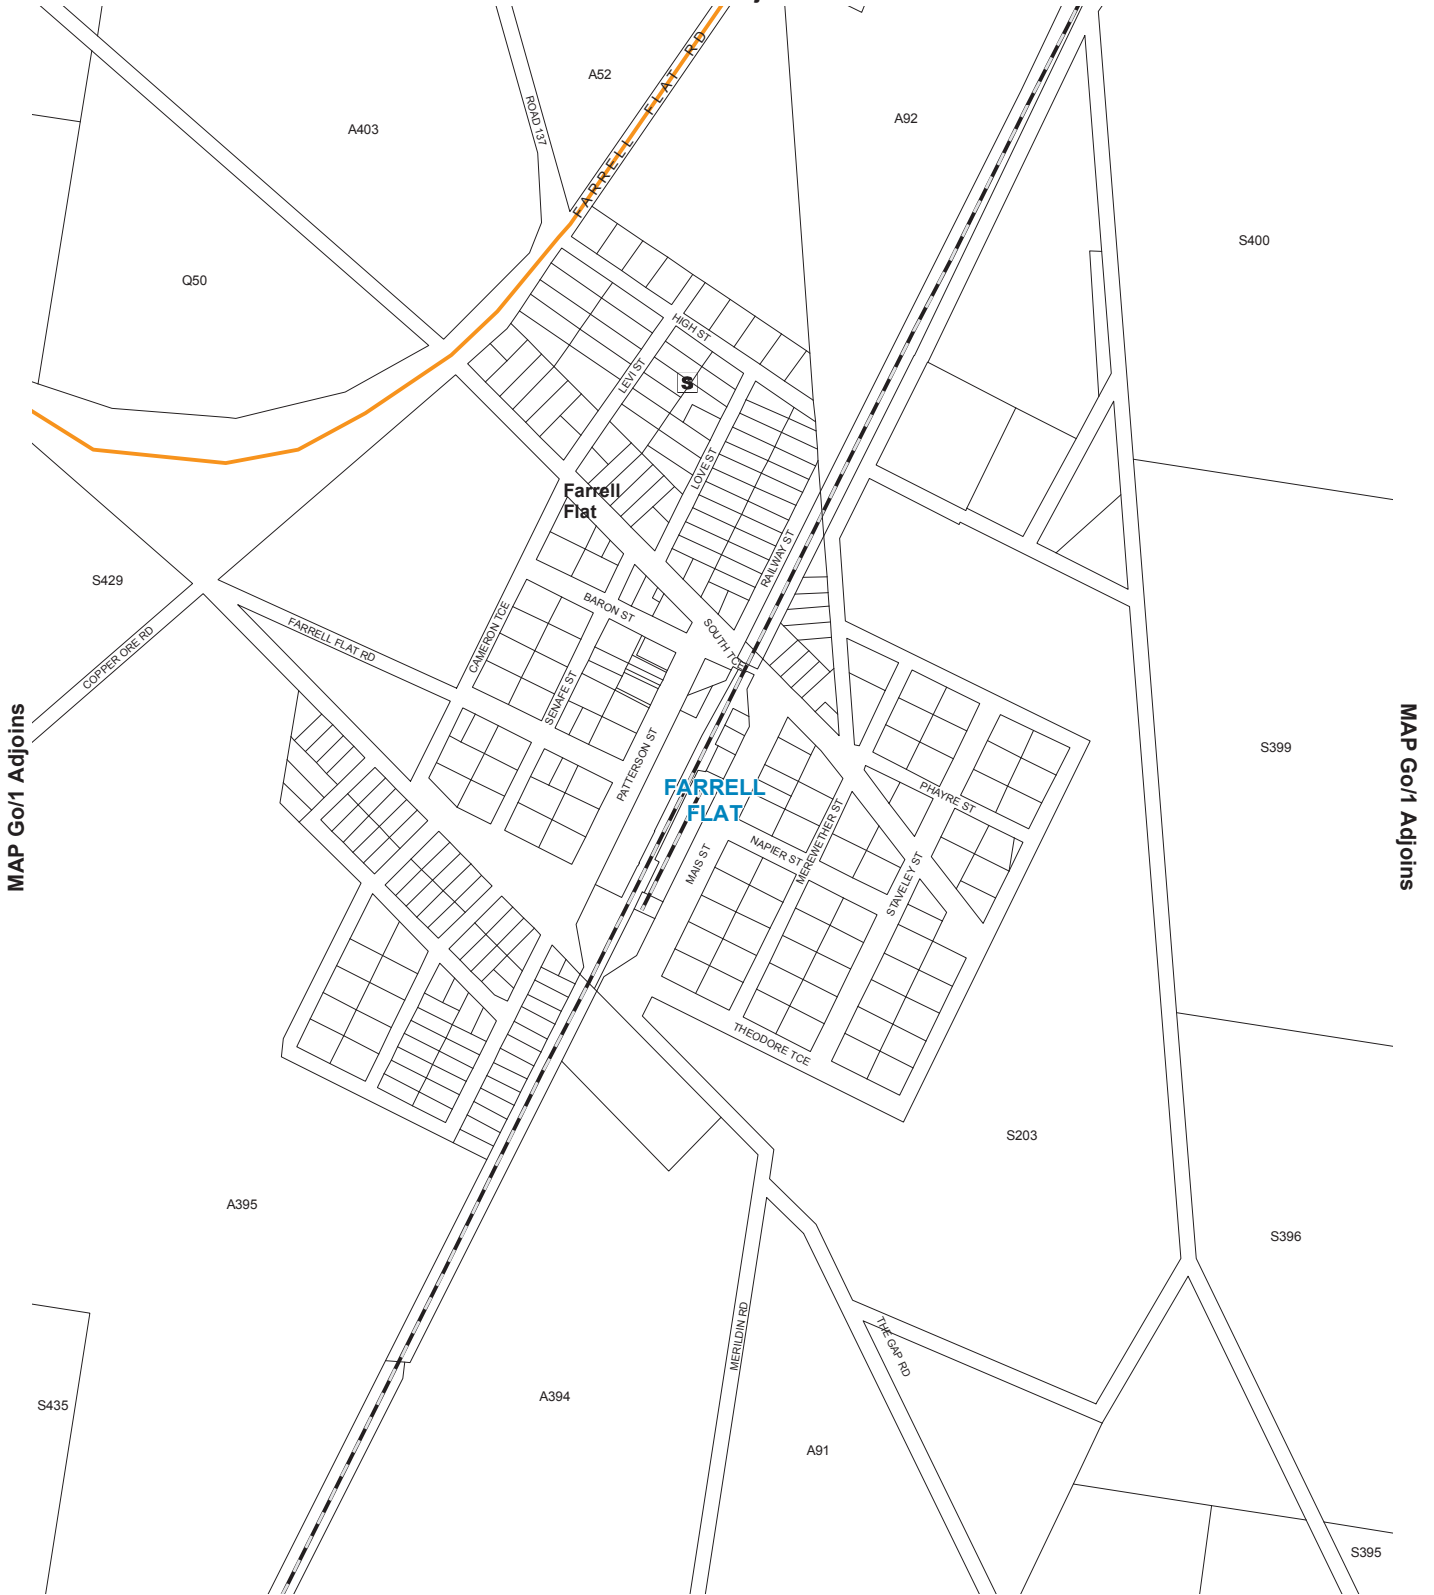 FARRELL FLAT RD
A52
ROAD 137
A403
A92
S400
Q50
HIGH ST
LEVI ST
S
LOVE ST
Farrell
Flat
RAILWAY ST
S429
BARON ST
CAMERON TCE
SOUTH TCE
FARRELL FLAT RD
COPPER ORE RD
SENAFE ST
PATTERSON ST
MAP Go/1 Adjoins
MAP Go/1 Adjoins
S399
FARRELL
FLAT
PHAYRE ST
MEREWETHER ST
NAPIER ST
MAIS ST
STAVELEY ST
THEODORE TCE
S203
A395
S396
MERILDIN RD
THE GAP RD
S435
A394
A91
S395